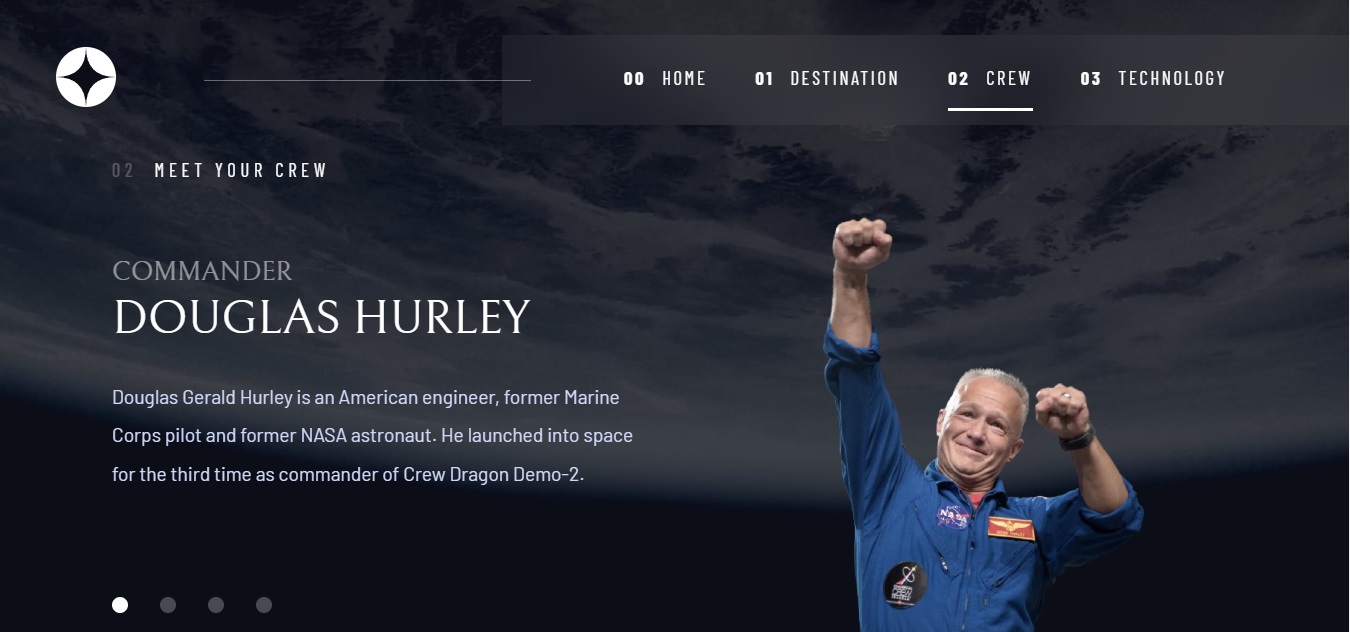 00 HOME 01 DESTINATION 02 CREW 03 TECHNOLOGY
02 MEET YOUR CREW
COMMANDER
DOUGLAS HURLEY
Douglas Gerald Hurley is an American engineer, former Marine
Corps pilot and former NASA astronaut. He launched into space
for the third time as commander of Crew Dragon Demo-2.
NASA